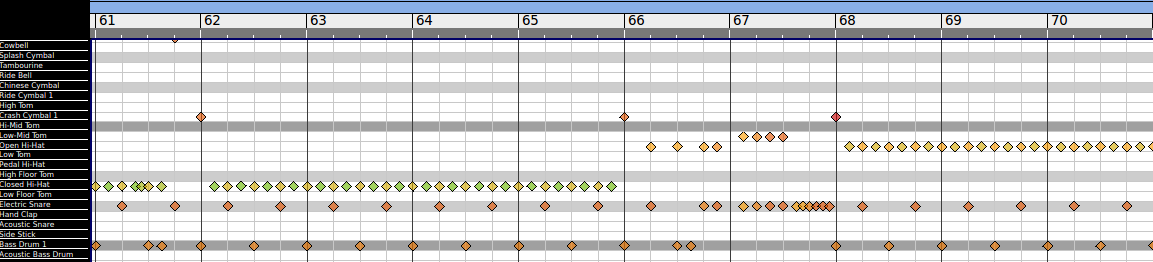 61 62 63 64 65 66 67 68 69 70
Cowbell
Splash Cymbal
Tambourine
Ride Bell
Chinese Cymbal
Ride Cymbal 1
High Tom
Crash Cymbal 1
Hi-Mid Tom
Low-Mid Tom
Open Hi-Hat
Low Tom
Pedal Hi-Hat
High Floor Tom
Closed Hi-Hat
Low Floor Tom
Electric Snare
Hand Clap
Acoustic Snare
Side Stick
Bass Drum 1
Acoustic Bass Drum